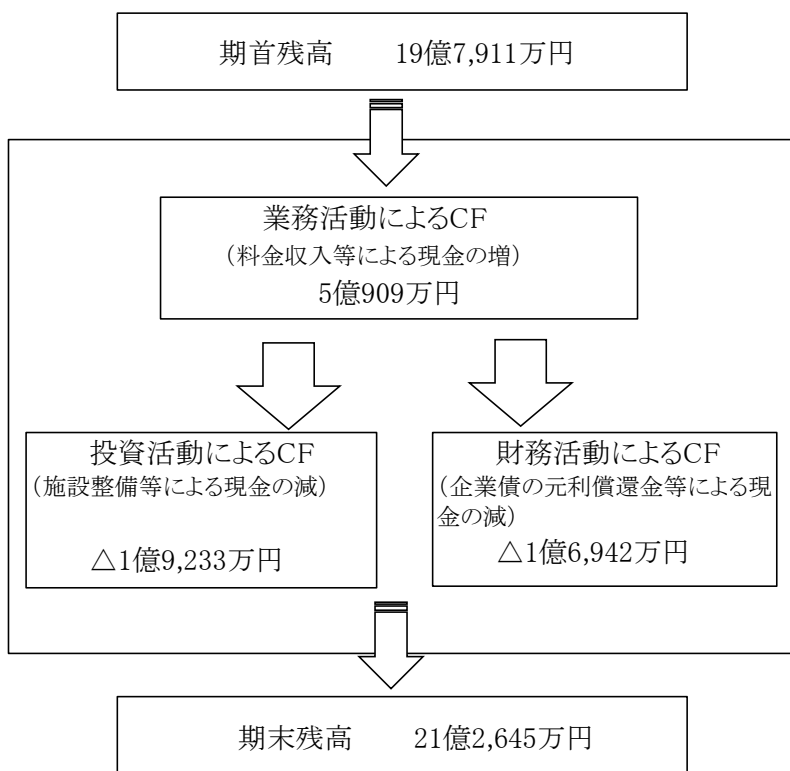 期首残高　　19億7,911万円
業務活動によるCF
（料金収入等による現金の増）
5億909万円
投資活動によるCF
（施設整備等による現金の減）
△1億9,233万円
財務活動によるCF
（企業債の元利償還金等による現
金の減）
△1億6,942万円
期末残高　　21億2,645万円